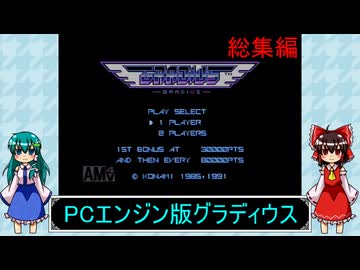 総集編
GRADIUS™
GRADIUS
PLAY SELECT
1 PLAYER
2 PLAYERS
1ST BONUS AT 30000PTS
AND THEN EVERY 80000PTS
© KONAMI 1985,1991
PCエンジン版グラディウス